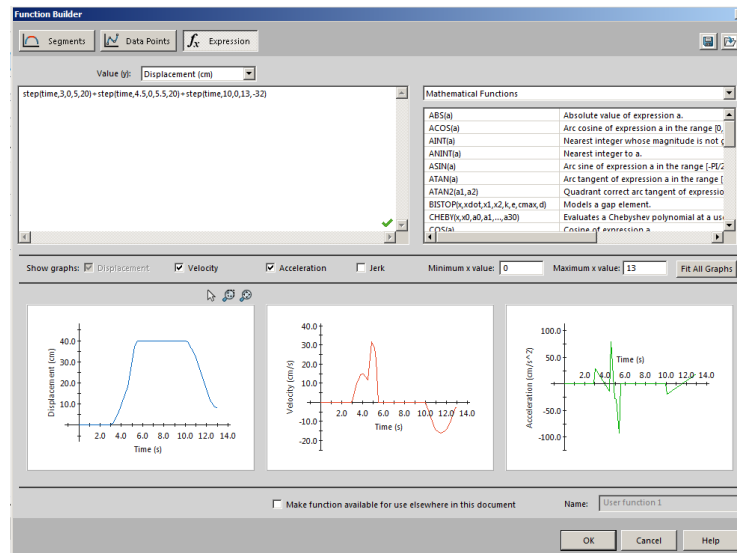 Function Builder
Segments
Data Points
fx Expression
Value (y): Displacement (cm)
step(time,3,0,5,20)+step(time,4.5,0,5.5,20)+step(time,10,0,13,-32)
Mathematical Functions
ABS(a) Absolute value of expression a.
ACOS(a) Arc cosine of expression a in the range [0,
AINT(a) Nearest integer whose magnitude is not g
ANINT(a) Nearest integer to a.
ASIN(a) Arc sine of expression a in the range [-PI/2
ATAN(a) Arc tangent of expression a in the range [
ATAN2(a1,a2) Quadrant correct arc tangent of expressio
BISTOP(x,xdot,x1,x2,k,e,cmax,d) Models a gap element.
CHEBY(x,x0,a0,a1,...,a30) Evaluates a Chebyshev polynomial at a use
COS(a) Cosine of expression a.
Show graphs: Displacement Velocity Acceleration Jerk Minimum x value: 0 Maximum x value: 13 Fit All Graphs
Displacement (cm)
40.0
30.0
20.0
10.0
2.0 4.0 6.0 8.0 10.0 12.0 14.0
Time (s)
Velocity (cm/s)
40.0
30.0
20.0
10.0
-10.0
-20.0
2.0 4.0 6.0 8.0 10.0 12.0 14.0
Time (s)
Acceleration (cm/s^2)
100.0
50.0
-50.0
-100.0
Time (s)
2.0 4.0 6.0 8.0 10.0 12.0 14.0
Make function available for use elsewhere in this document
Name: User function 1
OK Cancel Help